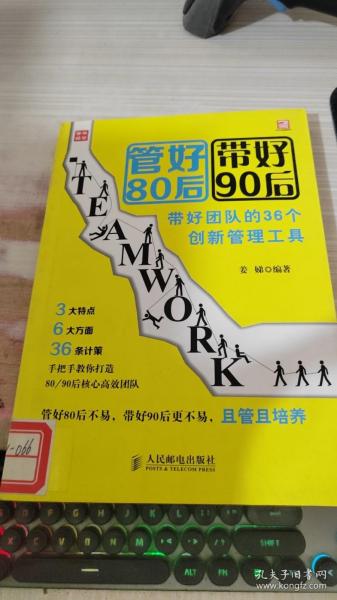 管好
80后
带好
90后
带好团队的36个
创新管理工具
姜 娣◎编著
TEAMWORK
3大特点
6大方面
36条计策
手把手教你打造
80/90后核心高效团队
管好80后不易，带好90后更不易，且管且培养
人民邮电出版社
POSTS & TELECOM PRESS
-066
SHIFT
ALT
FN
孔夫子旧书网
www.kongfz.com